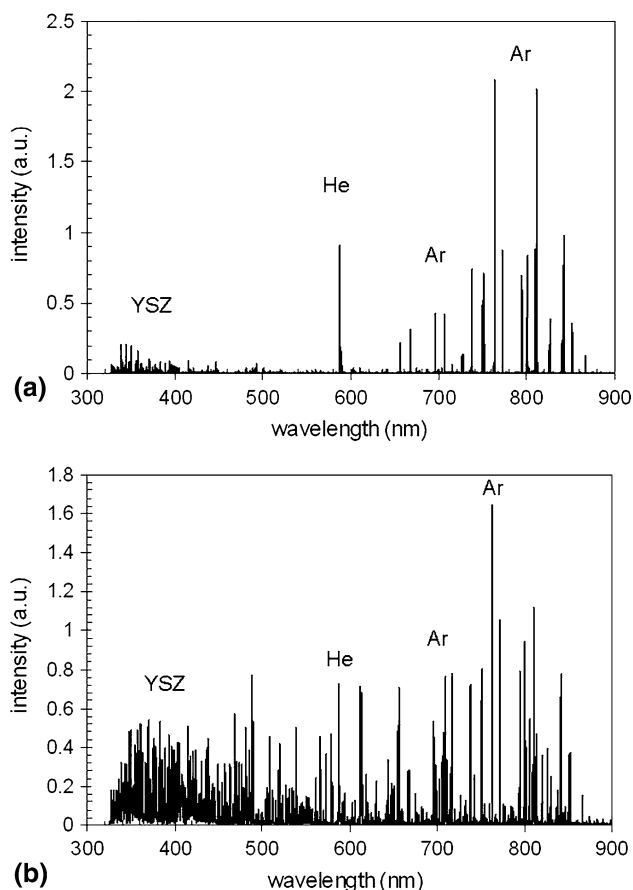 2.5
Ar
2
intensity (a.u.)
1.5
He
1
Ar
YSZ
0.5
0
(a)
300 400 500 600 700 800 900
wavelength (nm)
1.8
Ar
1.6
1.4
1.2
intensity (a.u.)
1
Ar
He
0.8
YSZ
0.6
0.4
0.2
0
(b)
300 400 500 600 700 800 900
wavelength (nm)